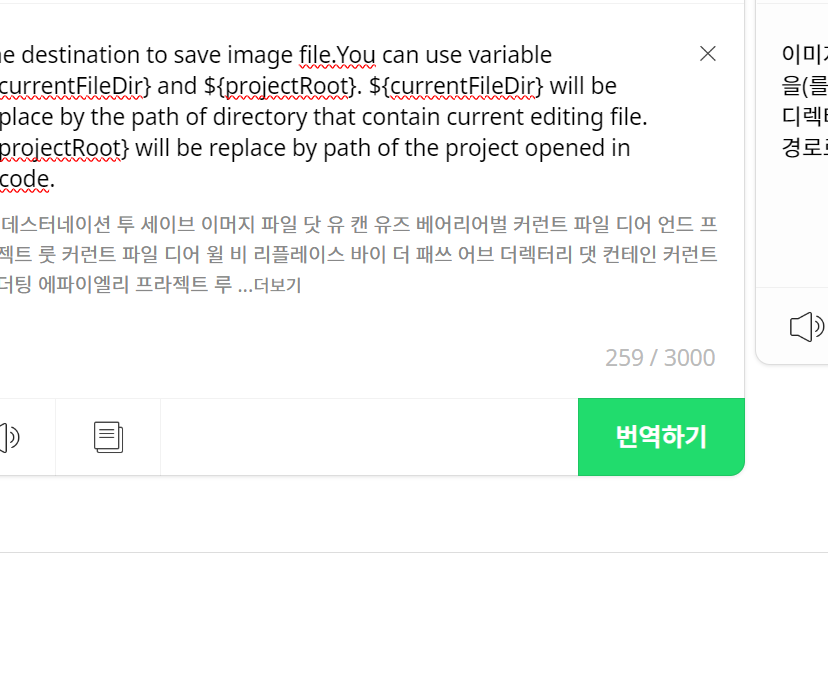 e destination to save image file.You can use variable
currentFileDir} and ${projectRoot}. ${currentFileDir} will be
place by the path of directory that contain current editing file.
projectRoot} will be replace by path of the project opened in
code.
데스터네이션 투 세이브 이머지 파일 닷 유 캔 유즈 베어리어벌 커런트 파일 디어 언드 프
젝트 룻 커런트 파일 디어 윌 비 리플레이스 바이 더 패쓰 어브 더렉터리 댓 컨테인 커런트
더팅 에파이엘리 프라젝트 루 ...더보기
259 / 3000
번역하기
이미지
을(를
디렉터
경로로